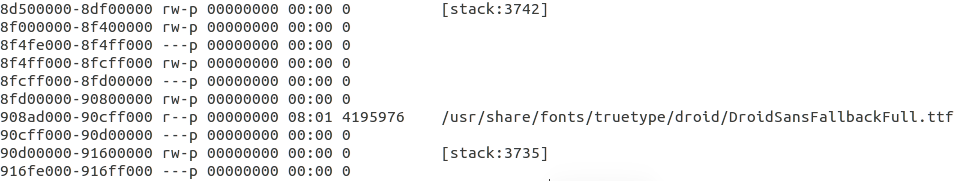 8d500000-8df00000 rw-p 00000000 00:00 0 [stack:3742]
8f000000-8f400000 rw-p 00000000 00:00 0
8f4fe000-8f4ff000 ---p 00000000 00:00 0
8f4ff000-8fcff000 rw-p 00000000 00:00 0
8fcff000-8fd00000 ---p 00000000 00:00 0
8fd00000-90800000 rw-p 00000000 00:00 0
908ad000-90cff000 r--p 00000000 08:01 4195976 /usr/share/fonts/truetype/droid/DroidSansFallbackFull.ttf
90cff000-90d00000 ---p 00000000 00:00 0
90d00000-91600000 rw-p 00000000 00:00 0 [stack:3735]
916fe000-916ff000 ---p 00000000 00:00 0